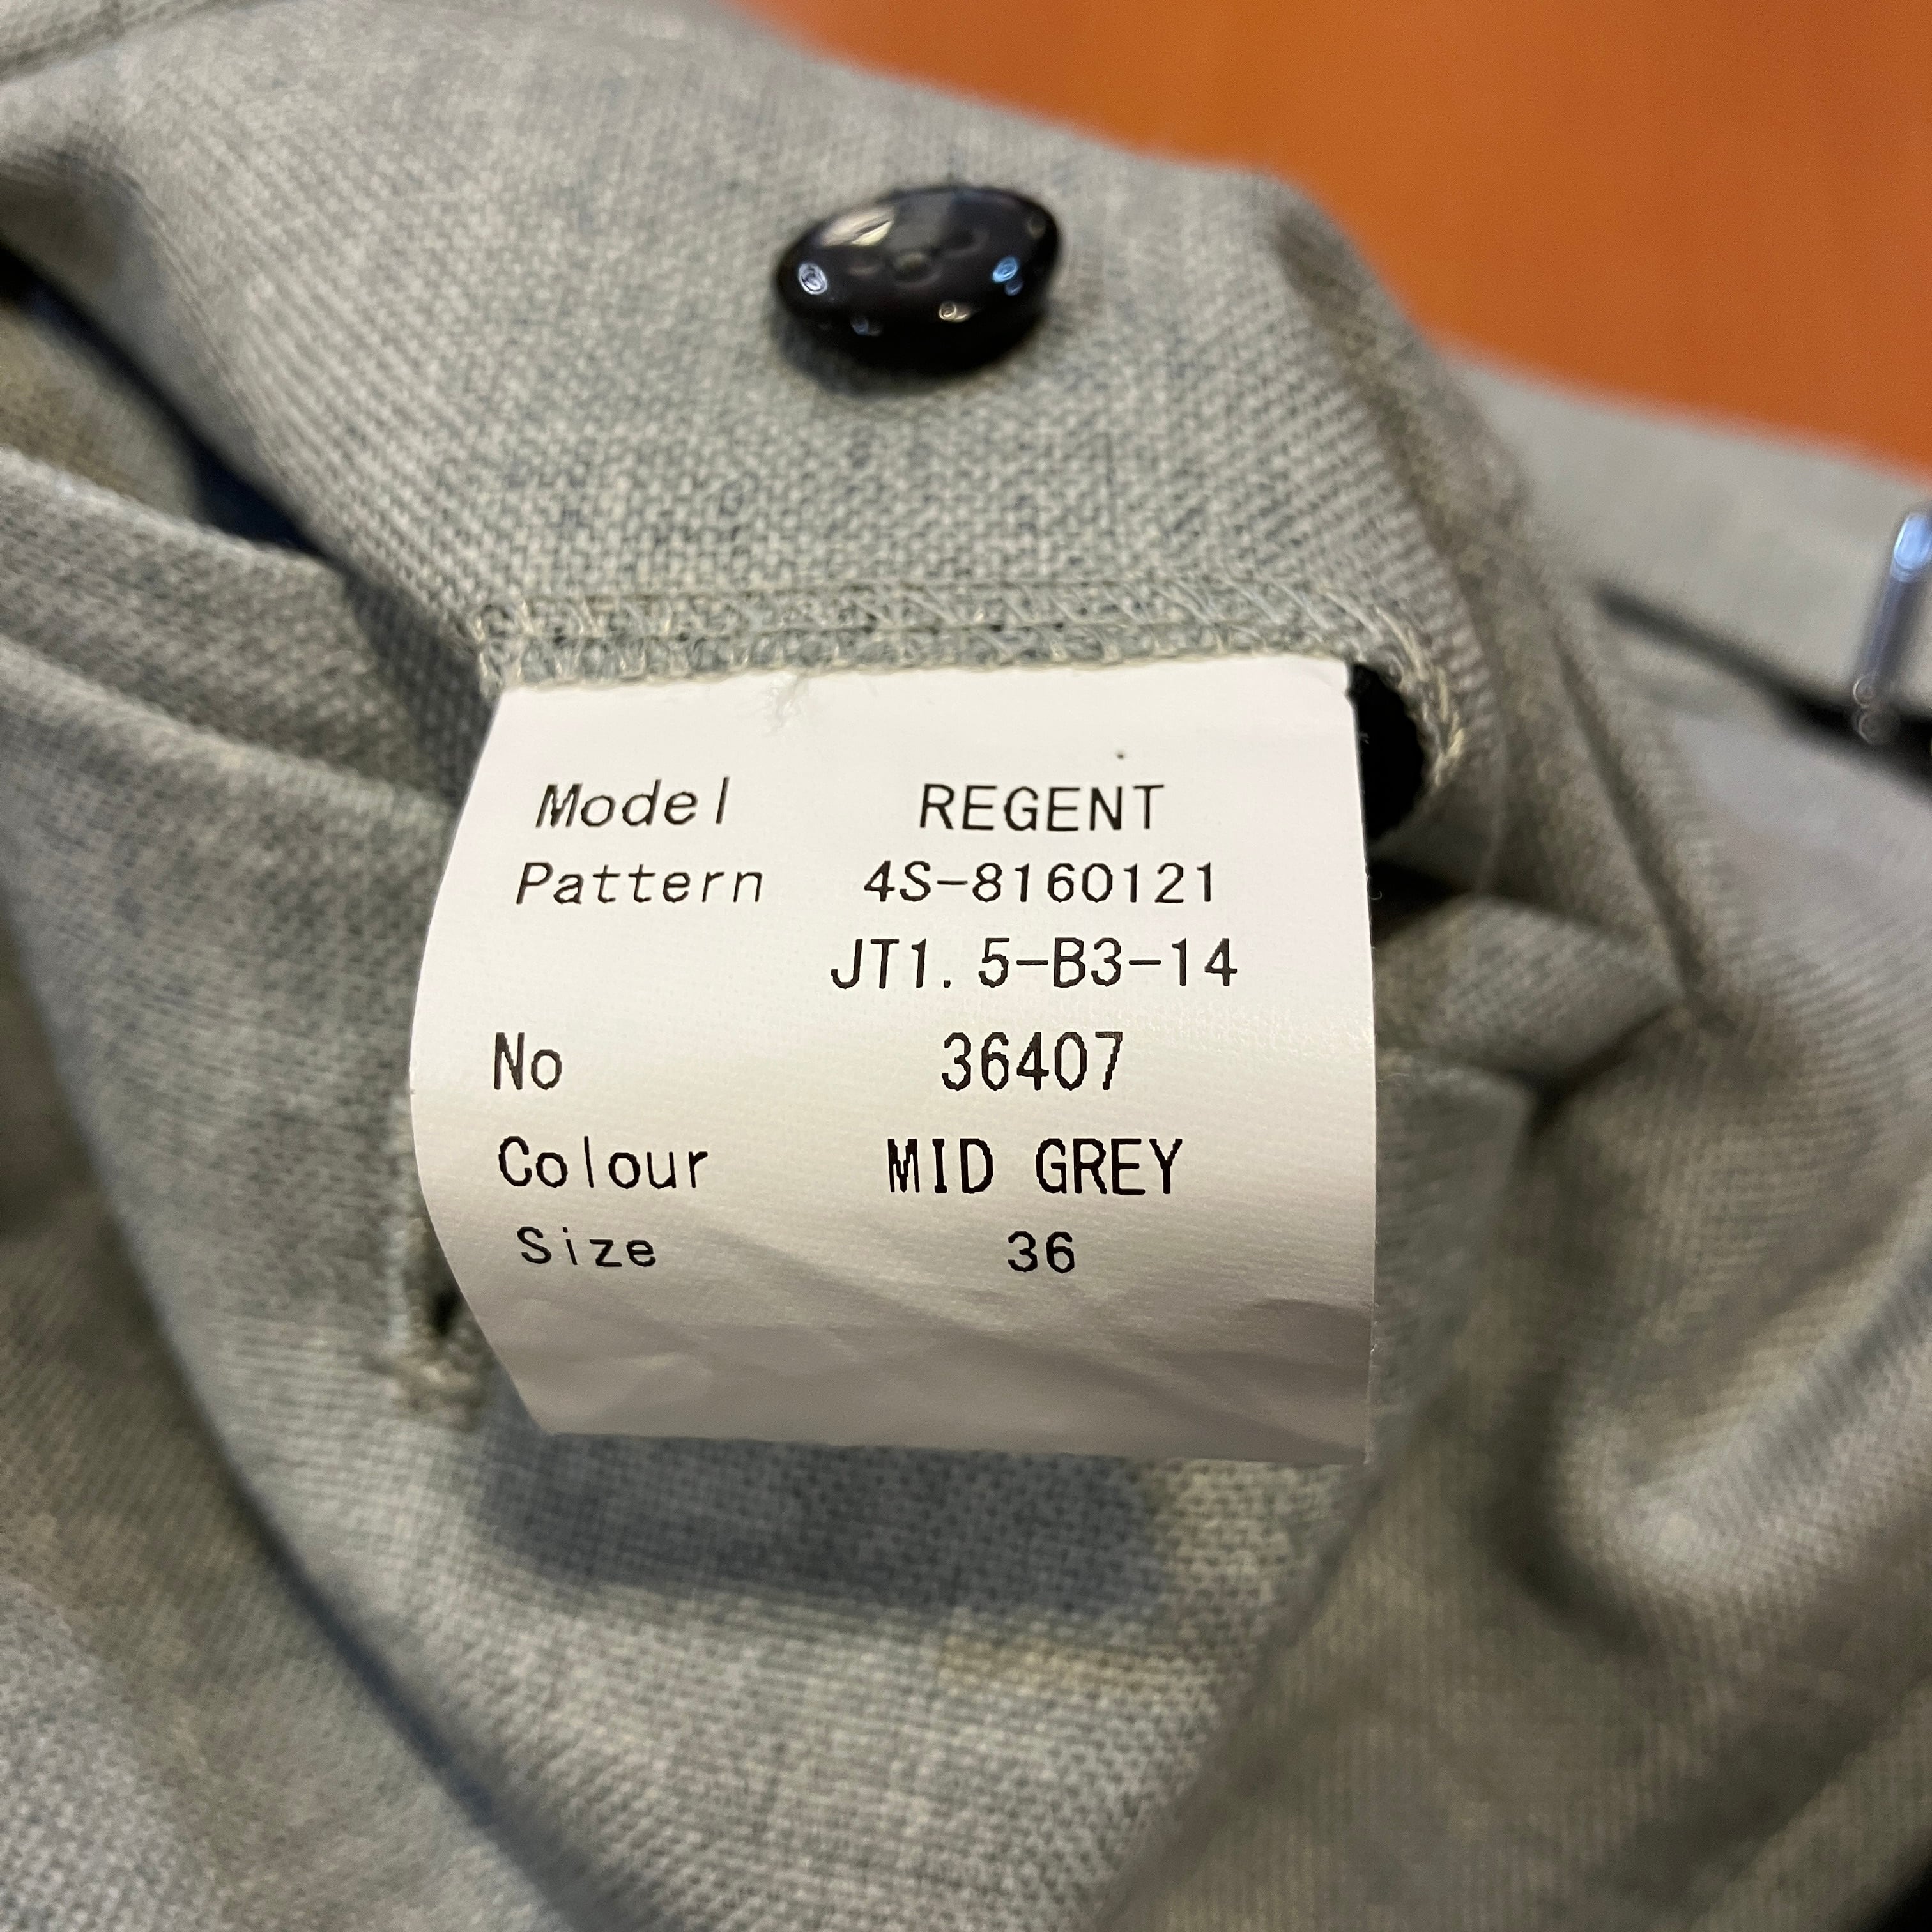 Model REGENT
Pattern 4S-8160121
JT1.5-B3-14
No 36407
Colour MID GREY
Size 36